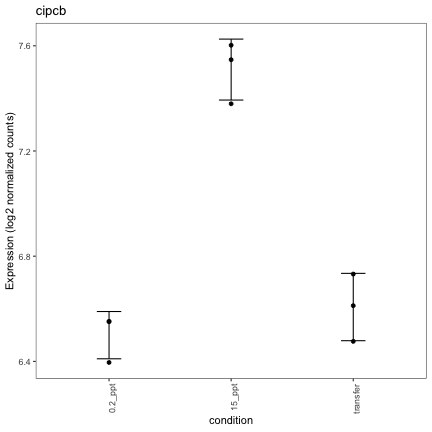 cipcb
Expression (log2 normalized counts)
7.6
7.2
6.8
6.4
0.2_ppt
15_ppt
transfer
condition